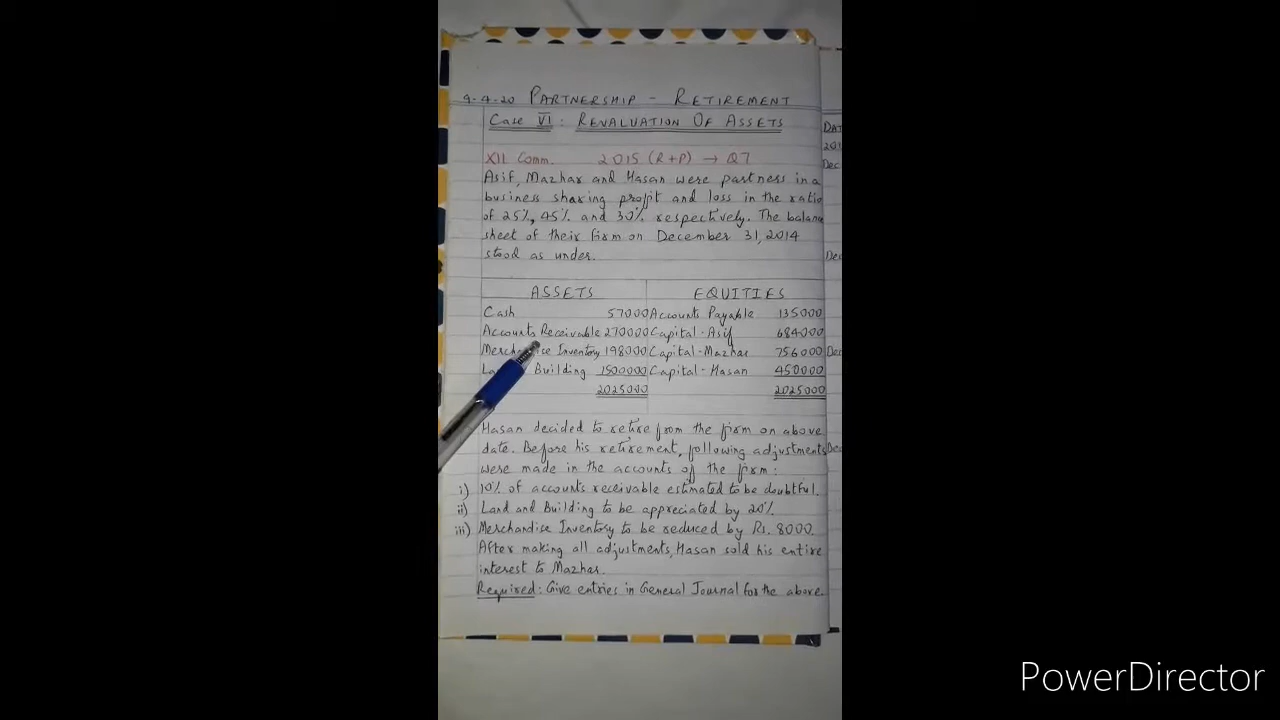 9-4-20 PARTNERSHIP - RETIREMENT
Case VI : REVALUATION OF ASSETS
XII Comm. 2015 (R+P) → Q7
Asif, Mazhar and Hasan were partners in a
business sharing profit and loss in the ratio
of 25%, 45% and 30% respectively. The balance
sheet of their firm on December 31, 2014
stood as under.
ASSETS EQUITIES
Cash 57000 Accounts Payable 135000
Accounts Receivable 270000 Capital - Asif 684000
Inventory 198000 Capital - Mazhar 756000
Building 1500000 Capital - Hasan 450000
2025000 2025000
Hasan decided to retire from the firm on above
date. Before his retirement, following adjustments
were made in the accounts of the firm:
i) 10% of accounts receivable estimated to be doubtful.
ii) Land and Building to be appreciated by 20%.
iii) Merchandise Inventory to be reduced by Rs. 8000.
After making all adjustments, Hasan sold his entire
interest to Mazhar.
Required: Give entries in General Journal for the above.
DAT
201
Dec
Dec
Dec
Dec
PowerDirector